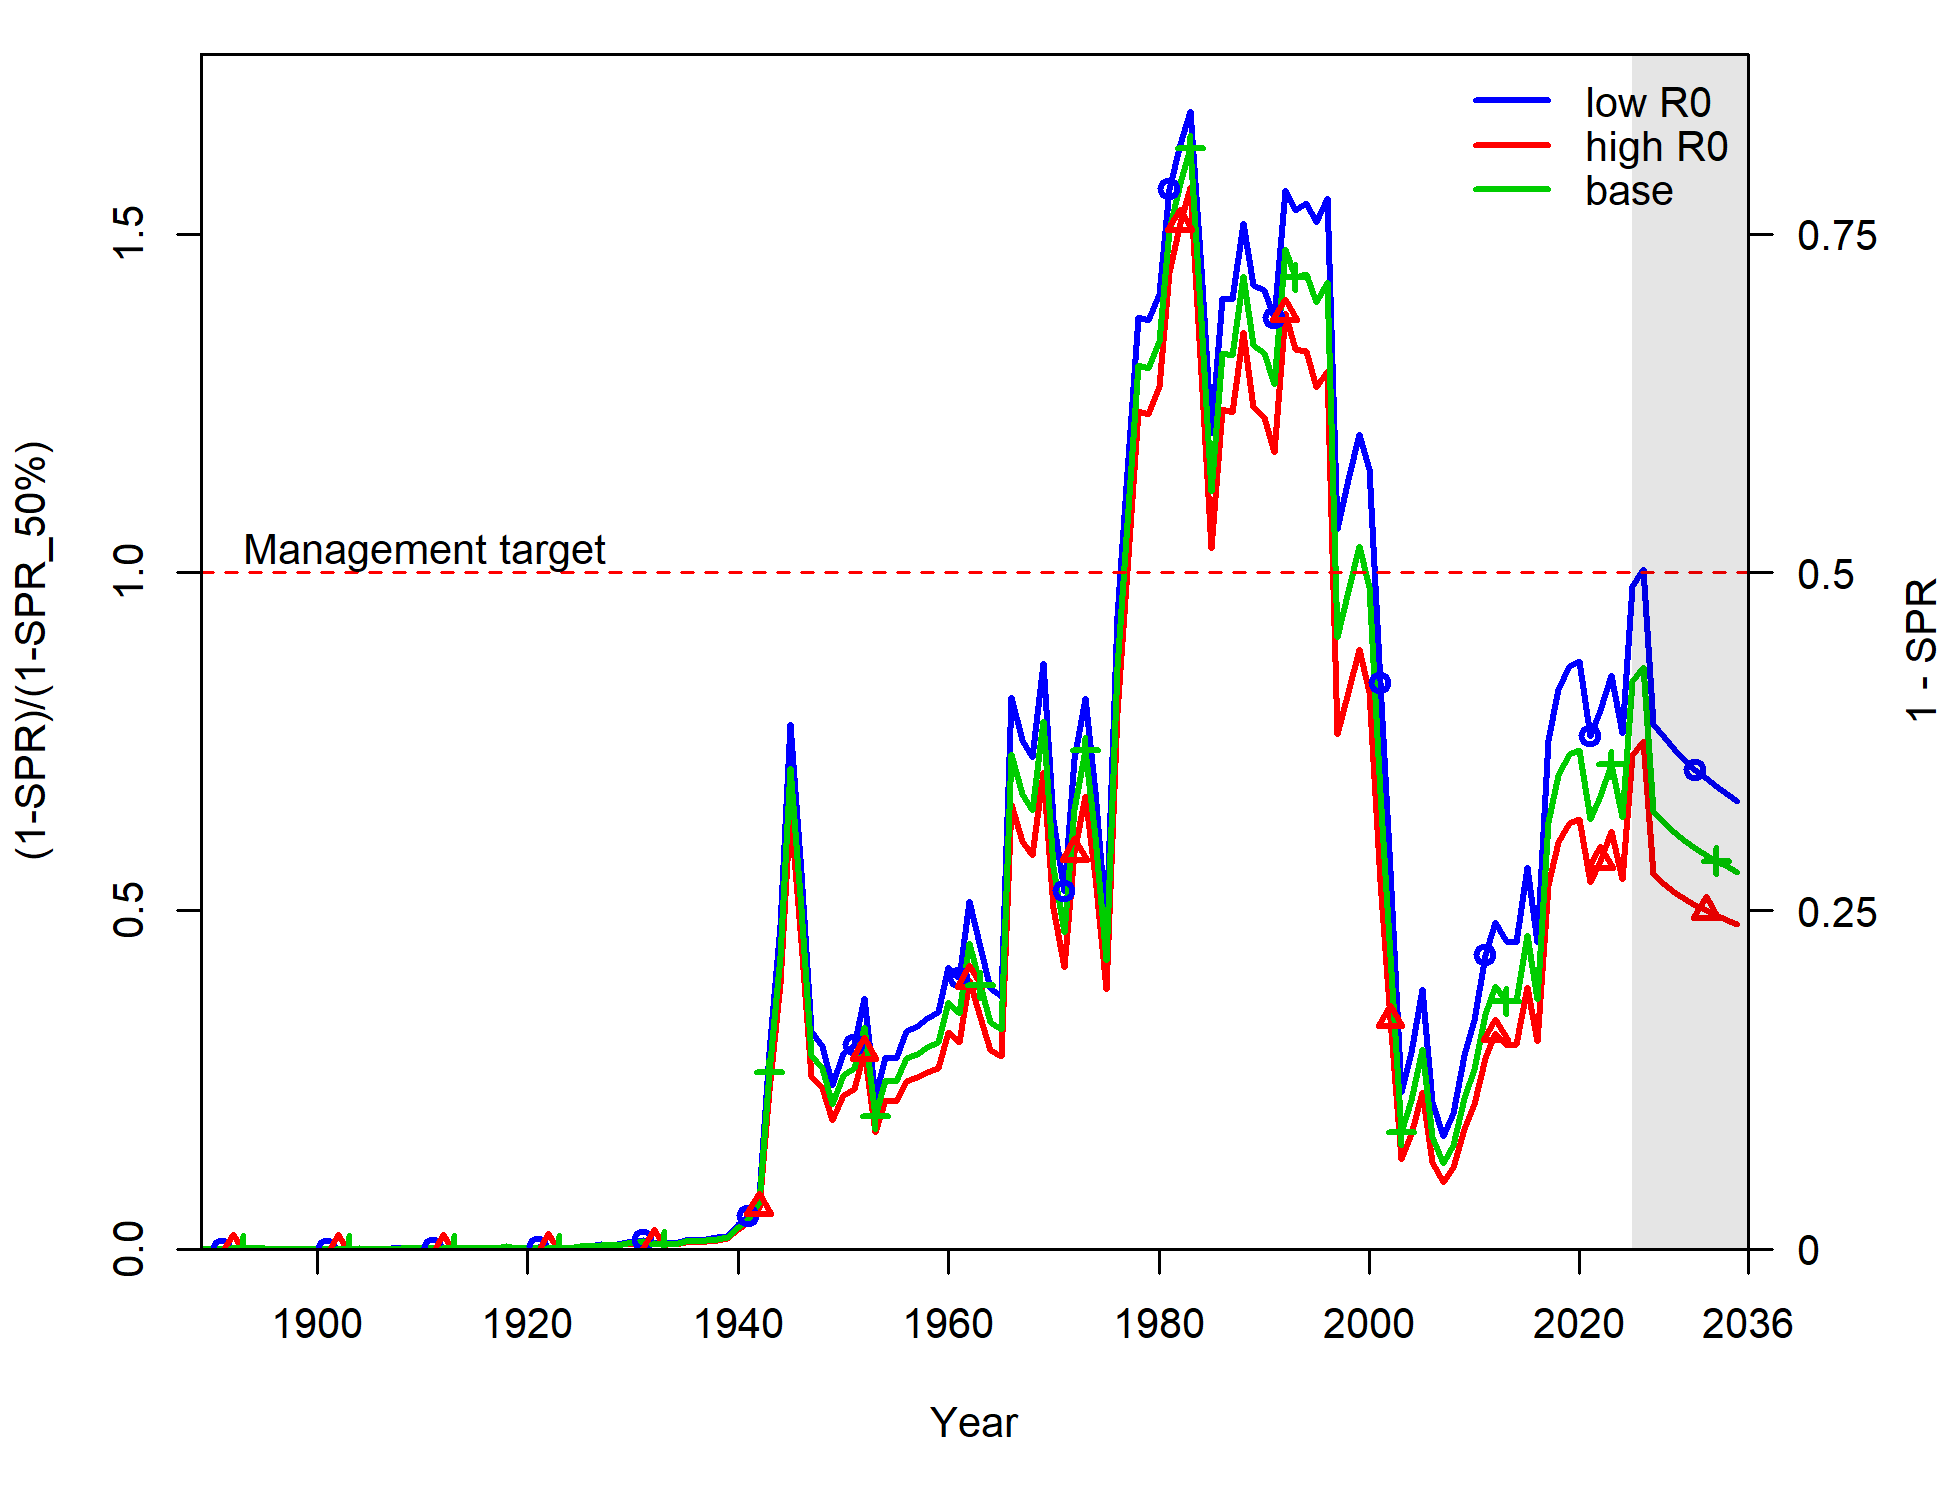 low R0
high R0
base
Management target
(1-SPR)/(1-SPR_50%)
0.0
0.5
1.0
1.5
1 - SPR
0
0.25
0.5
0.75
1900
1920
1940
1960
1980
2000
2020
2036
Year